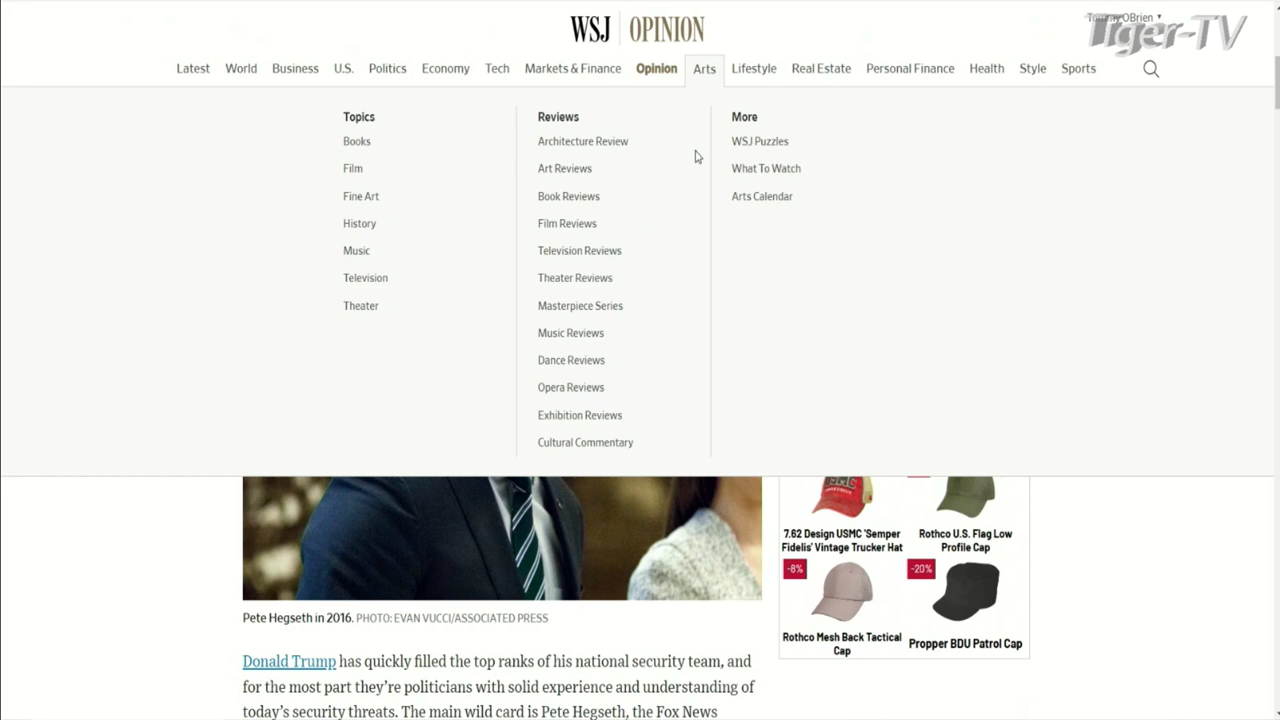 WSJ OPINION
Tommy OBrien
Tiger-TV
Latest World Business U.S. Politics Economy Tech Markets & Finance Opinion Arts Lifestyle Real Estate Personal Finance Health Style Sports
Topics
Books
Film
Fine Art
History
Music
Television
Theater
Reviews
Architecture Review
Art Reviews
Book Reviews
Film Reviews
Television Reviews
Theater Reviews
Masterpiece Series
Music Reviews
Dance Reviews
Opera Reviews
Exhibition Reviews
Cultural Commentary
More
WSJ Puzzles
What To Watch
Arts Calendar
7.62 Design USMC 'Semper
Fidelis' Vintage Trucker Hat
Rothco U.S. Flag Low
Profile Cap
-8%
-20%
Rothco Mesh Back Tactical
Cap
Propper BDU Patrol Cap
Pete Hegseth in 2016. PHOTO: EVAN VUCCI/ASSOCIATED PRESS
Donald Trump has quickly filled the top ranks of his national security team, and
for the most part they're politicians with solid experience and understanding of
today's security threats. The main wild card is Pete Hegseth, the Fox News